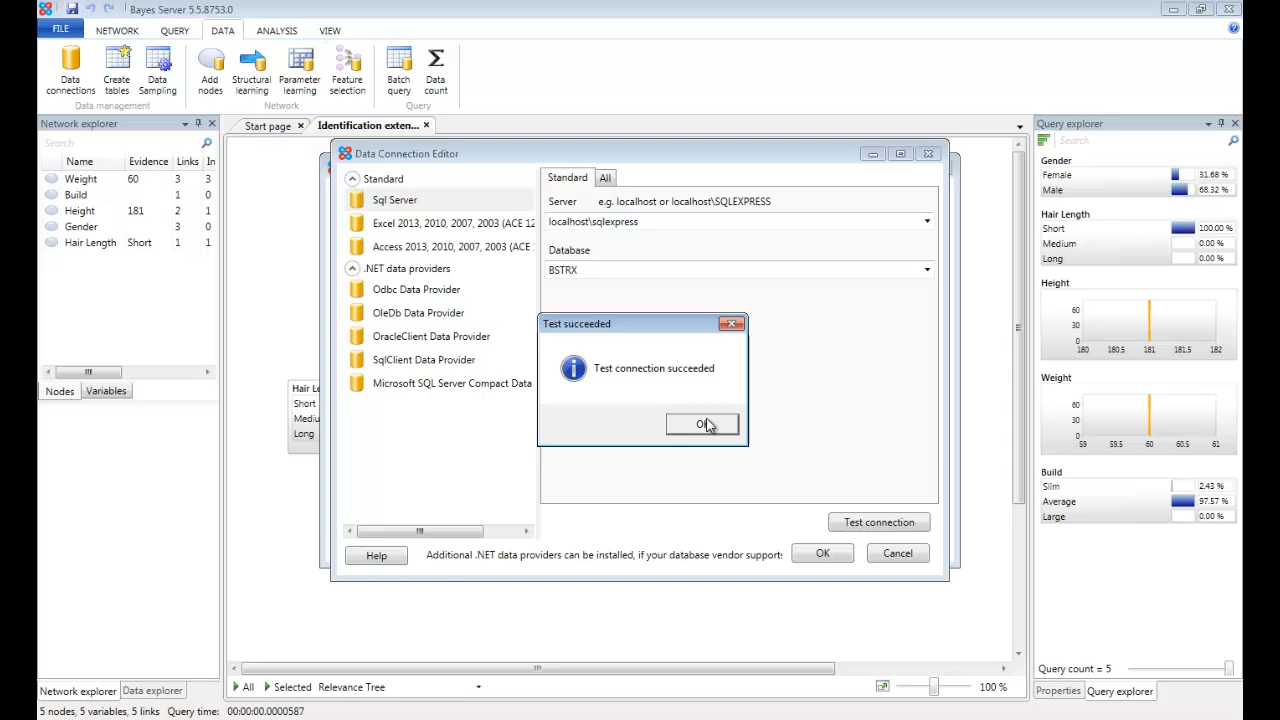 Bayes Server 5.5.8753.0
FILE NETWORK QUERY DATA ANALYSIS VIEW
Data connections
Create tables
Data Sampling
Add nodes
Structural learning
Parameter learning
Feature selection
Batch query
Data count
Data management
Network
Query
Network explorer
Search
Name Evidence Links In
Weight 60 3 3
Build 1 0
Height 181 2 1
Gender 3 0
Hair Length Short 1 1
Nodes Variables
Network explorer Data explorer
5 nodes, 5 variables, 5 links Query time: 00:00:00.0000587
Start page Identification exten...
Hair Le
Short
Mediu
Long
Data Connection Editor
Standard
Sql Server
Excel 2013, 2010, 2007, 2003 (ACE 12
Access 2013, 2010, 2007, 2003 (ACE
.NET data providers
Odbc Data Provider
OleDb Data Provider
OracleClient Data Provider
SqlClient Data Provider
Microsoft SQL Server Compact Data
Standard All
Server e.g. localhost or localhost\SQLEXPRESS
localhost\sqlexpress
Database
BSTRX
Test succeeded
Test connection succeeded
Test connection
Help Additional .NET data providers can be installed, if your database vendor supports OK Cancel
All Selected Relevance Tree 100 %
Query explorer
Search
Gender
Female 31.68 %
Male 68.32 %
Hair Length
Short 100.00 %
Medium 0.00 %
Long 0.00 %
Height
60
30
0
180 180.5 181 181.5 182
Weight
60
30
0
59 59.5 60 60.5 61
Build
Slim 2.43 %
Average 97.57 %
Large 0.00 %
Query count = 5
Properties Query explorer